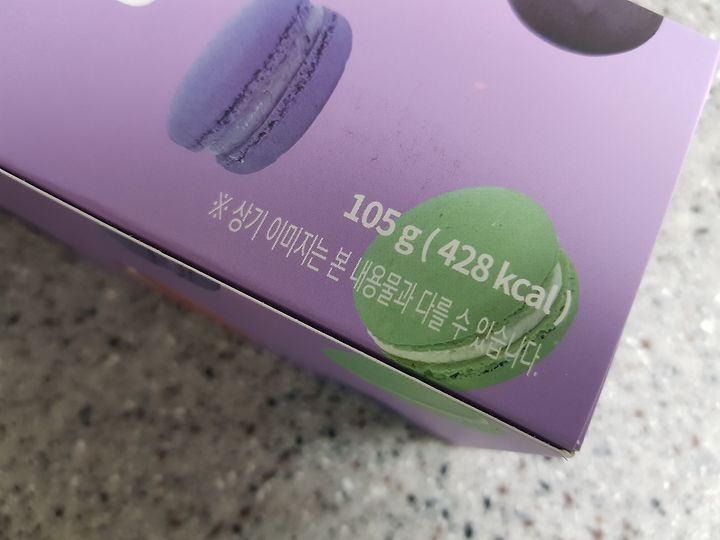 105 g ( 428 kcal )
※ 상기 이미지는 본 내용물과 다를 수 있습니다.